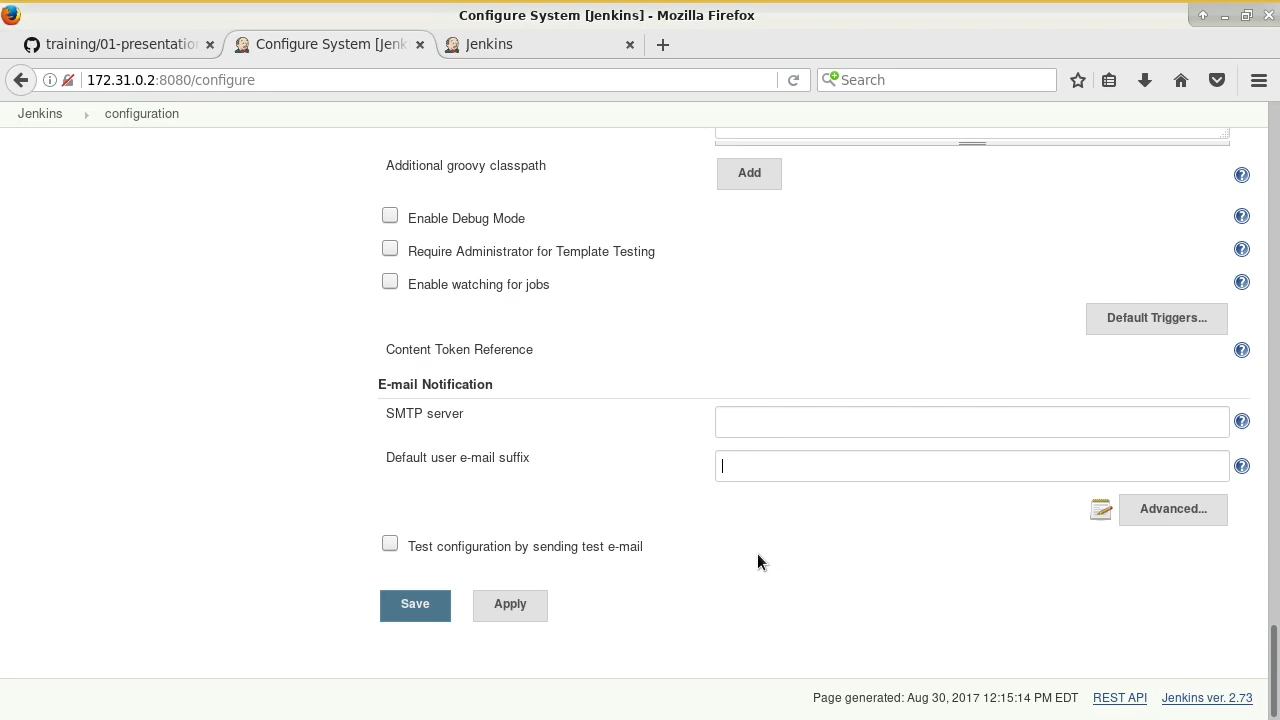 Configure System [Jenkins] - Mozilla Firefox
training/01-presentatio
Configure System [Jenk
Jenkins
172.31.0.2:8080/configure
Search
Jenkins
configuration
Additional groovy classpath
Add
Enable Debug Mode
Require Administrator for Template Testing
Enable watching for jobs
Default Triggers...
Content Token Reference
E-mail Notification
SMTP server
Default user e-mail suffix
Advanced...
Test configuration by sending test e-mail
Save Apply
Page generated: Aug 30, 2017 12:15:14 PM EDT REST API Jenkins ver. 2.73